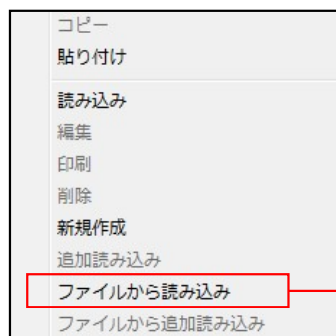 コピー
貼り付け
読み込み
編集
印刷
削除
新規作成
追加読み込み
ファイルから読み込み
ファイルから追加読み込み